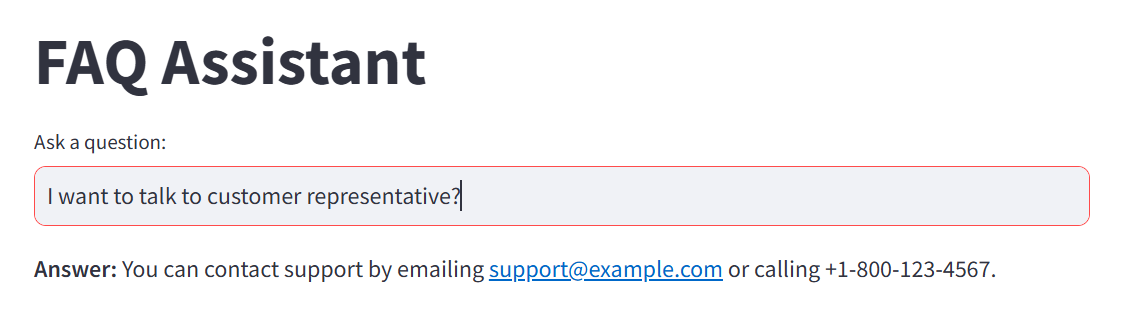 FAQ Assistant
Ask a question:
I want to talk to customer representative?
Answer: You can contact support by emailing support@example.com or calling +1-800-123-4567.